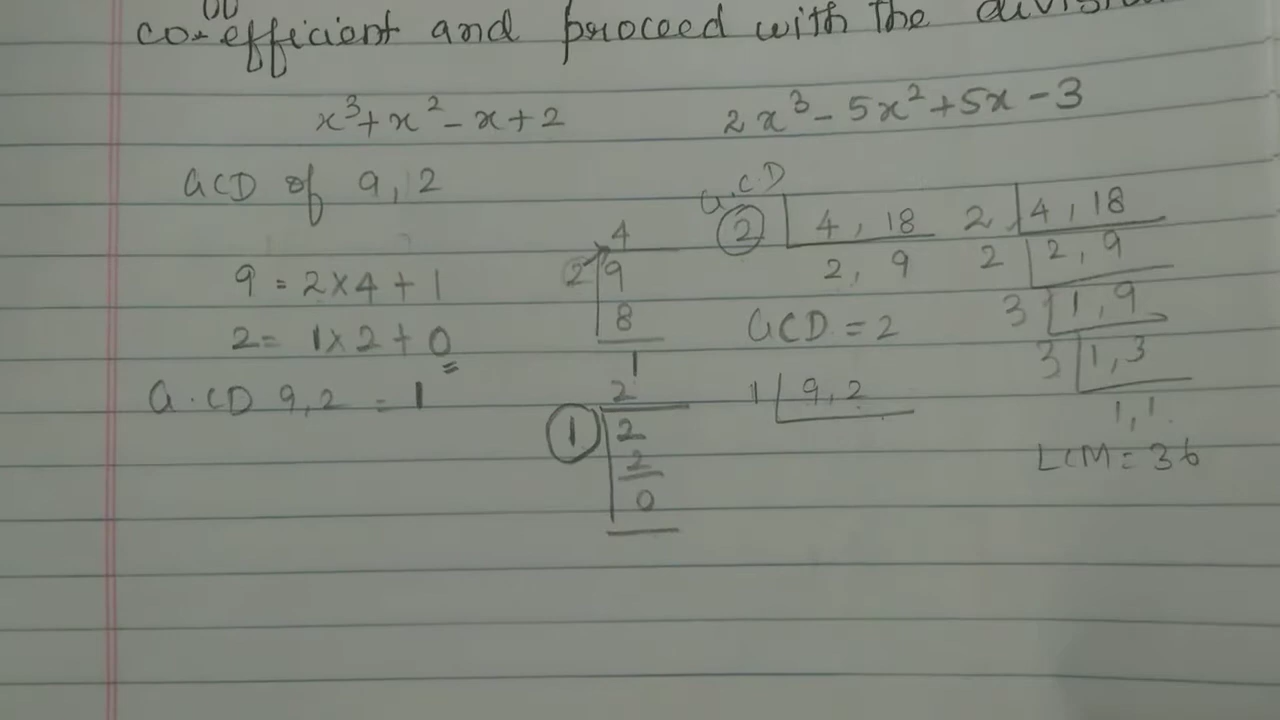 co-efficient and proceed with the
x³+x²-x+2
2x³-5x²+5x-3
GCD of 9,2
9 = 2×4+1
2 = 1×2+0
G.CD 9,2 = 1
4
2 9
8
1
2
1 2
2
0
G.C.D
2 4, 18
2, 9
GCD = 2
1 9,2
2 4, 18
2 2, 9
3 1, 9
3 1, 3
1, 1
LCM = 36